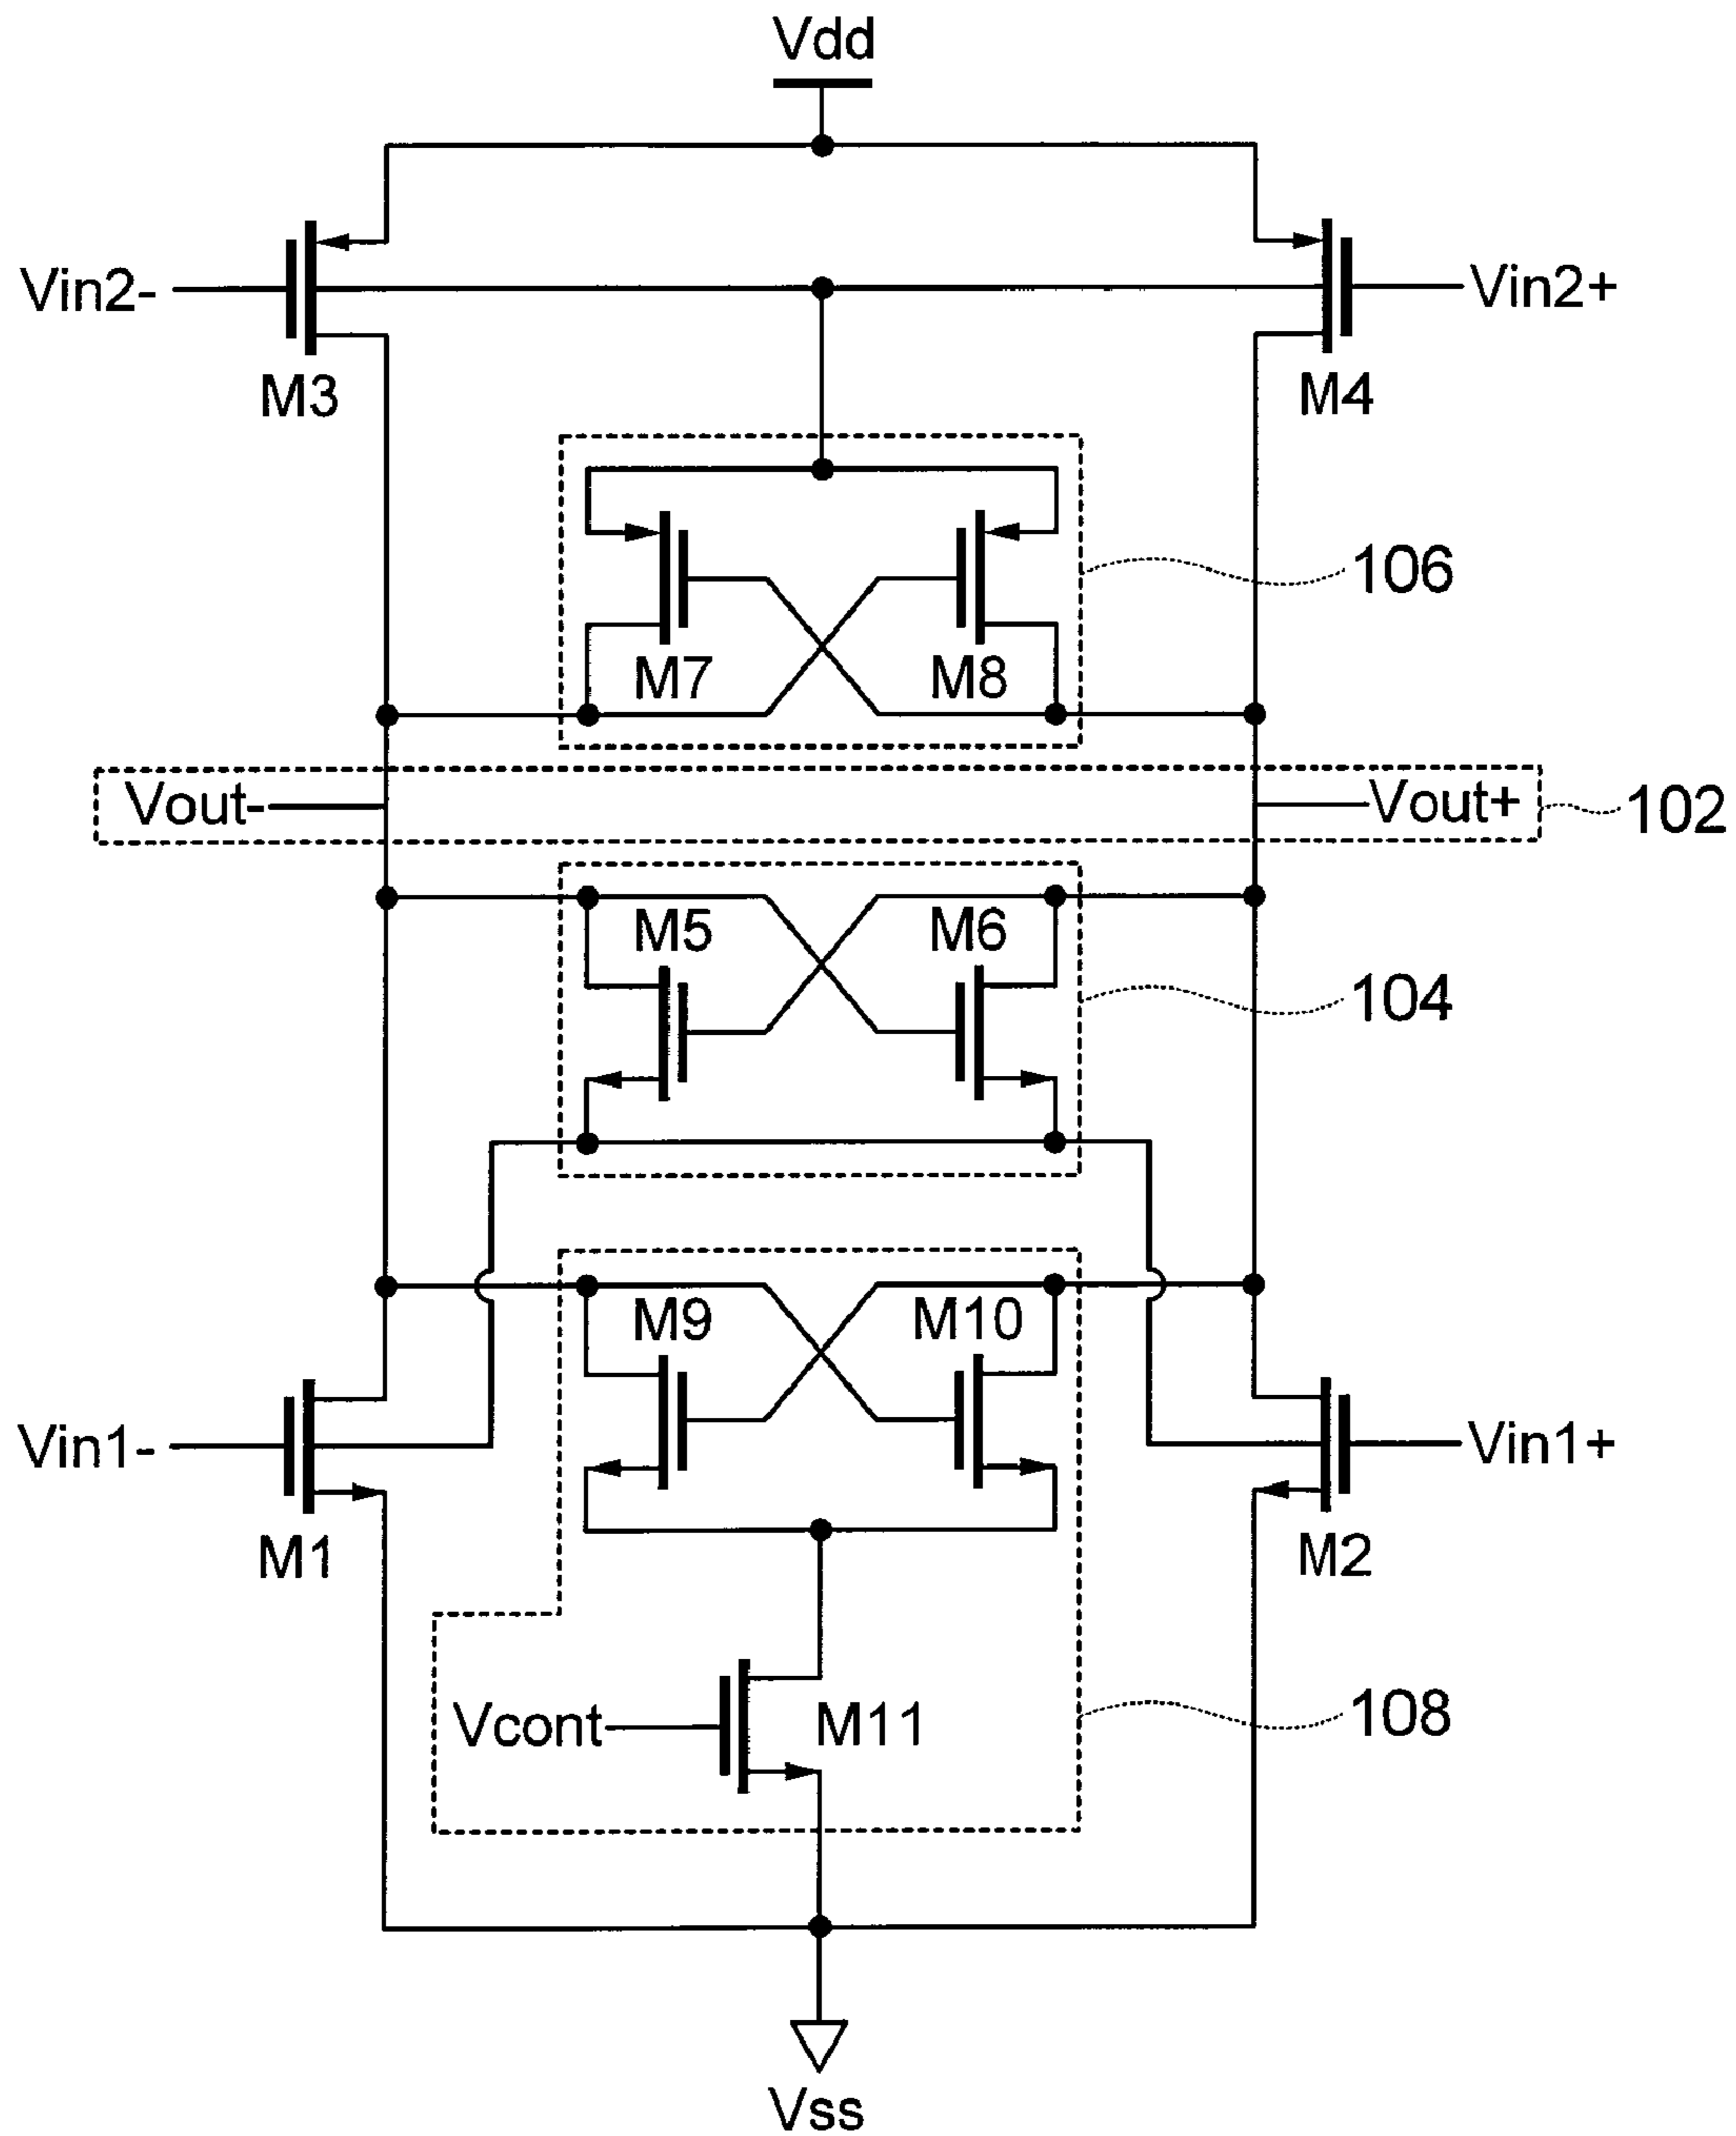 Vdd
Vin2-
Vin2+
M3
M4
106
M7
M8
Vout-
Vout+
102
M5
M6
104
M9
M10
Vin1-
Vin1+
M1
M2
Vcont
M11
108
Vss